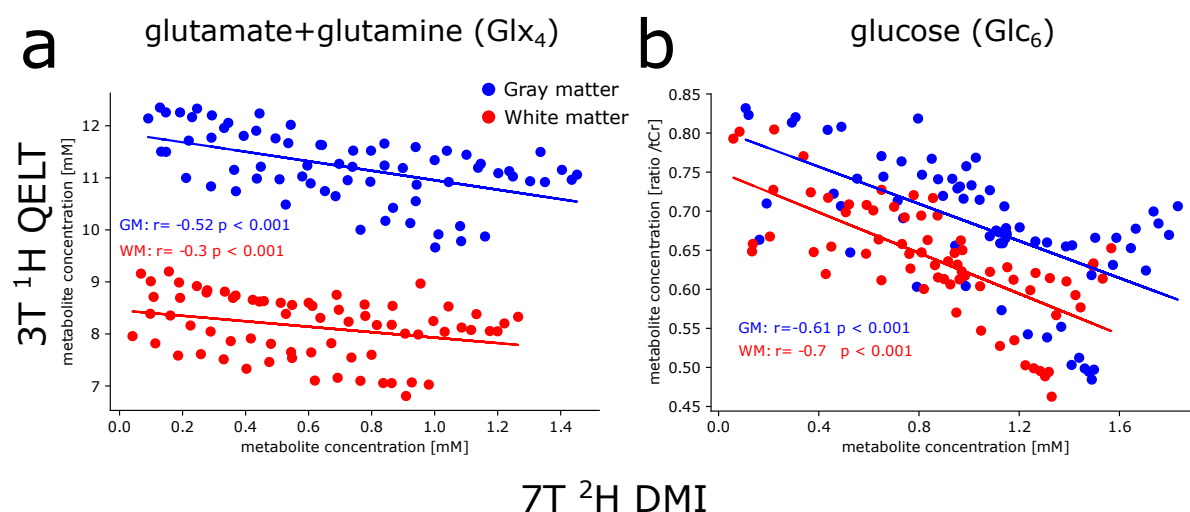 a
glutamate+glutamine (Glx₄)
b
glucose (Glc₆)
Gray matter
White matter
3T ¹H QELT
metabolite concentration [mM]
12
11
10
9
8
7
GM: r= -0.52 p < 0.001
WM: r= -0.3 p < 0.001
0.0 0.2 0.4 0.6 0.8 1.0 1.2 1.4
metabolite concentration [mM]
metabolite concentration [ratio /tCr]
0.85
0.80
0.75
0.70
0.65
0.60
0.55
0.50
0.45
GM: r=-0.61 p < 0.001
WM: r= -0.7 p < 0.001
0.0 0.4 0.8 1.2 1.6
metabolite concentration [mM]
7T ²H DMI